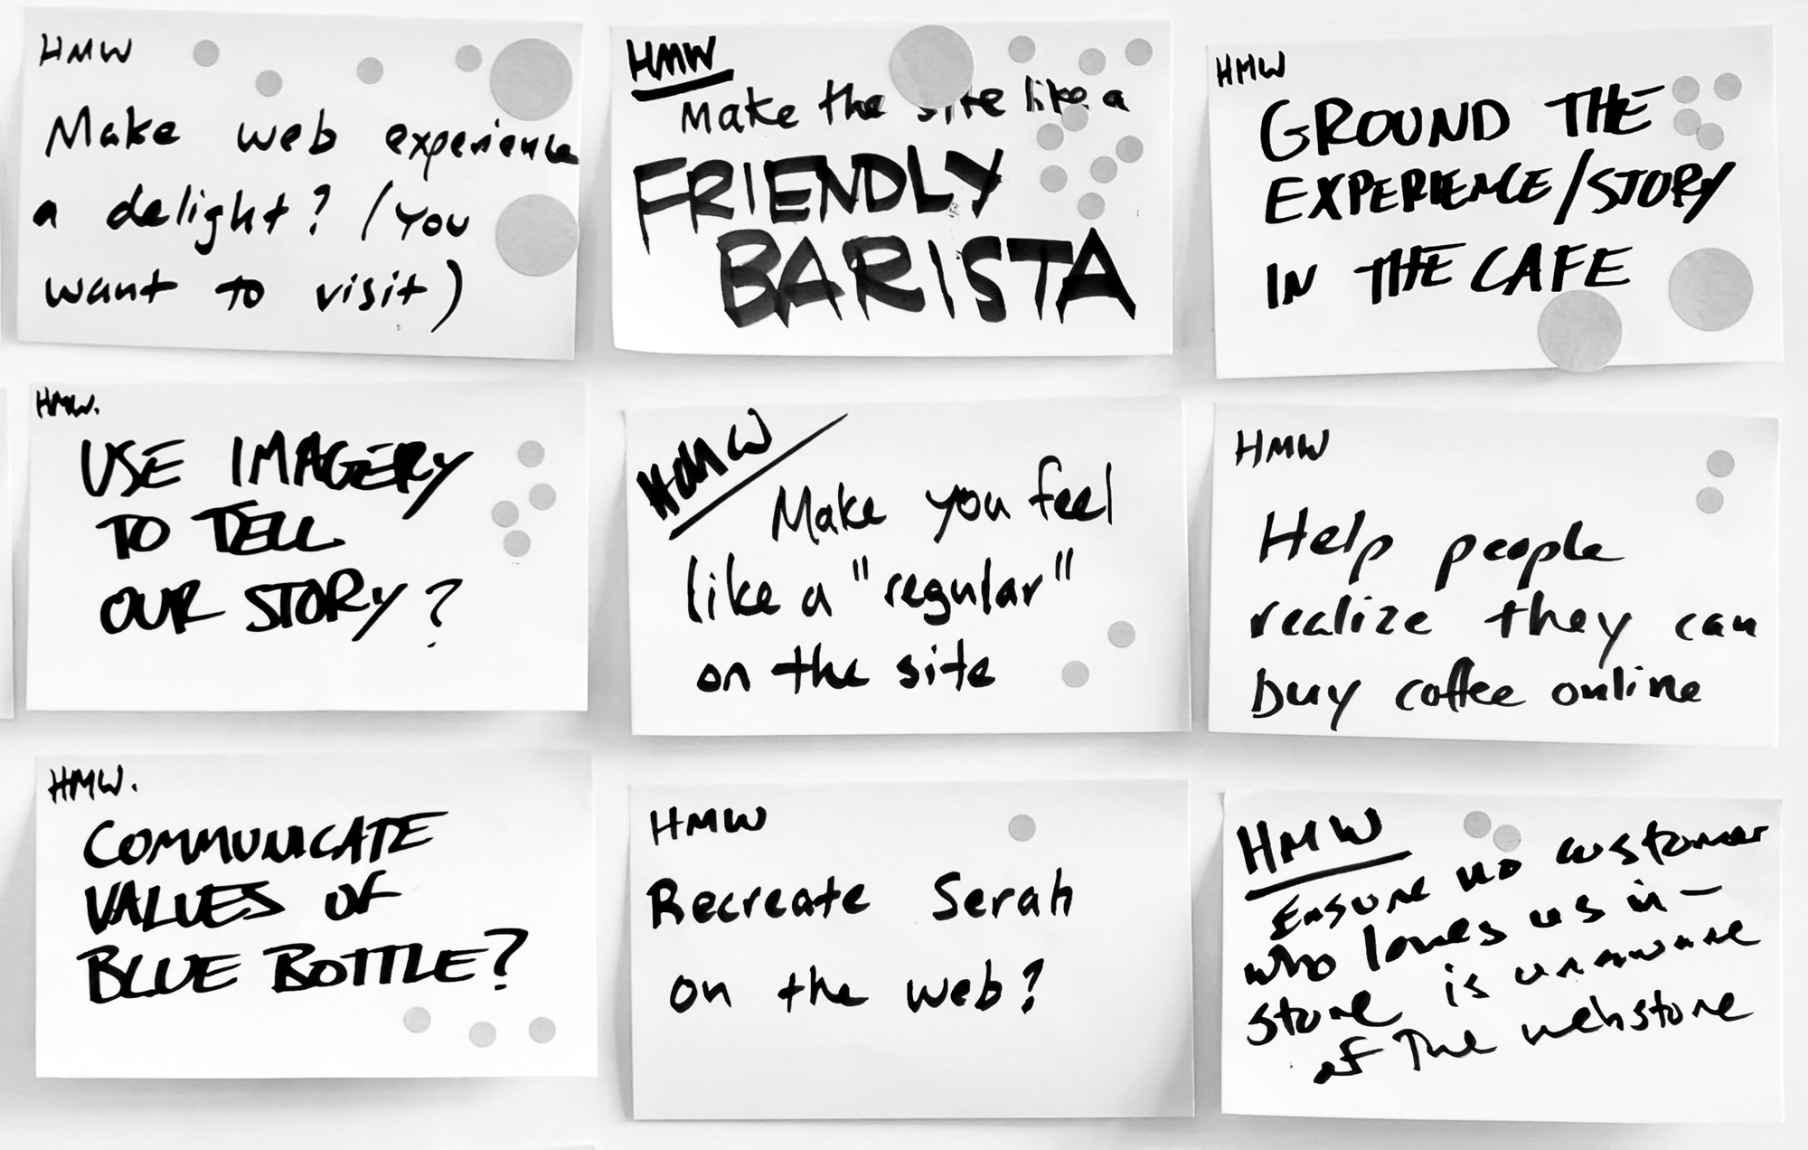 HMW
Make web experience
a delight? (you
want to visit)
HMW
Make the site like a
FRIENDLY
BARISTA
HMW
GROUND THE
EXPERIENCE/STORY
IN THE CAFE
HMW.
USE IMAGERY
TO TELL
OUR STORY?
HMW
Make you feel
like a "regular"
on the site
HMW
Help people
realize they can
buy coffee online
HMW.
COMMUNICATE
VALUES OF
BLUE BOTTLE?
HMW
Recreate Serah
on the web?
HMW
Ensure no customer
who loves us in-
store is unaware
of The webstore